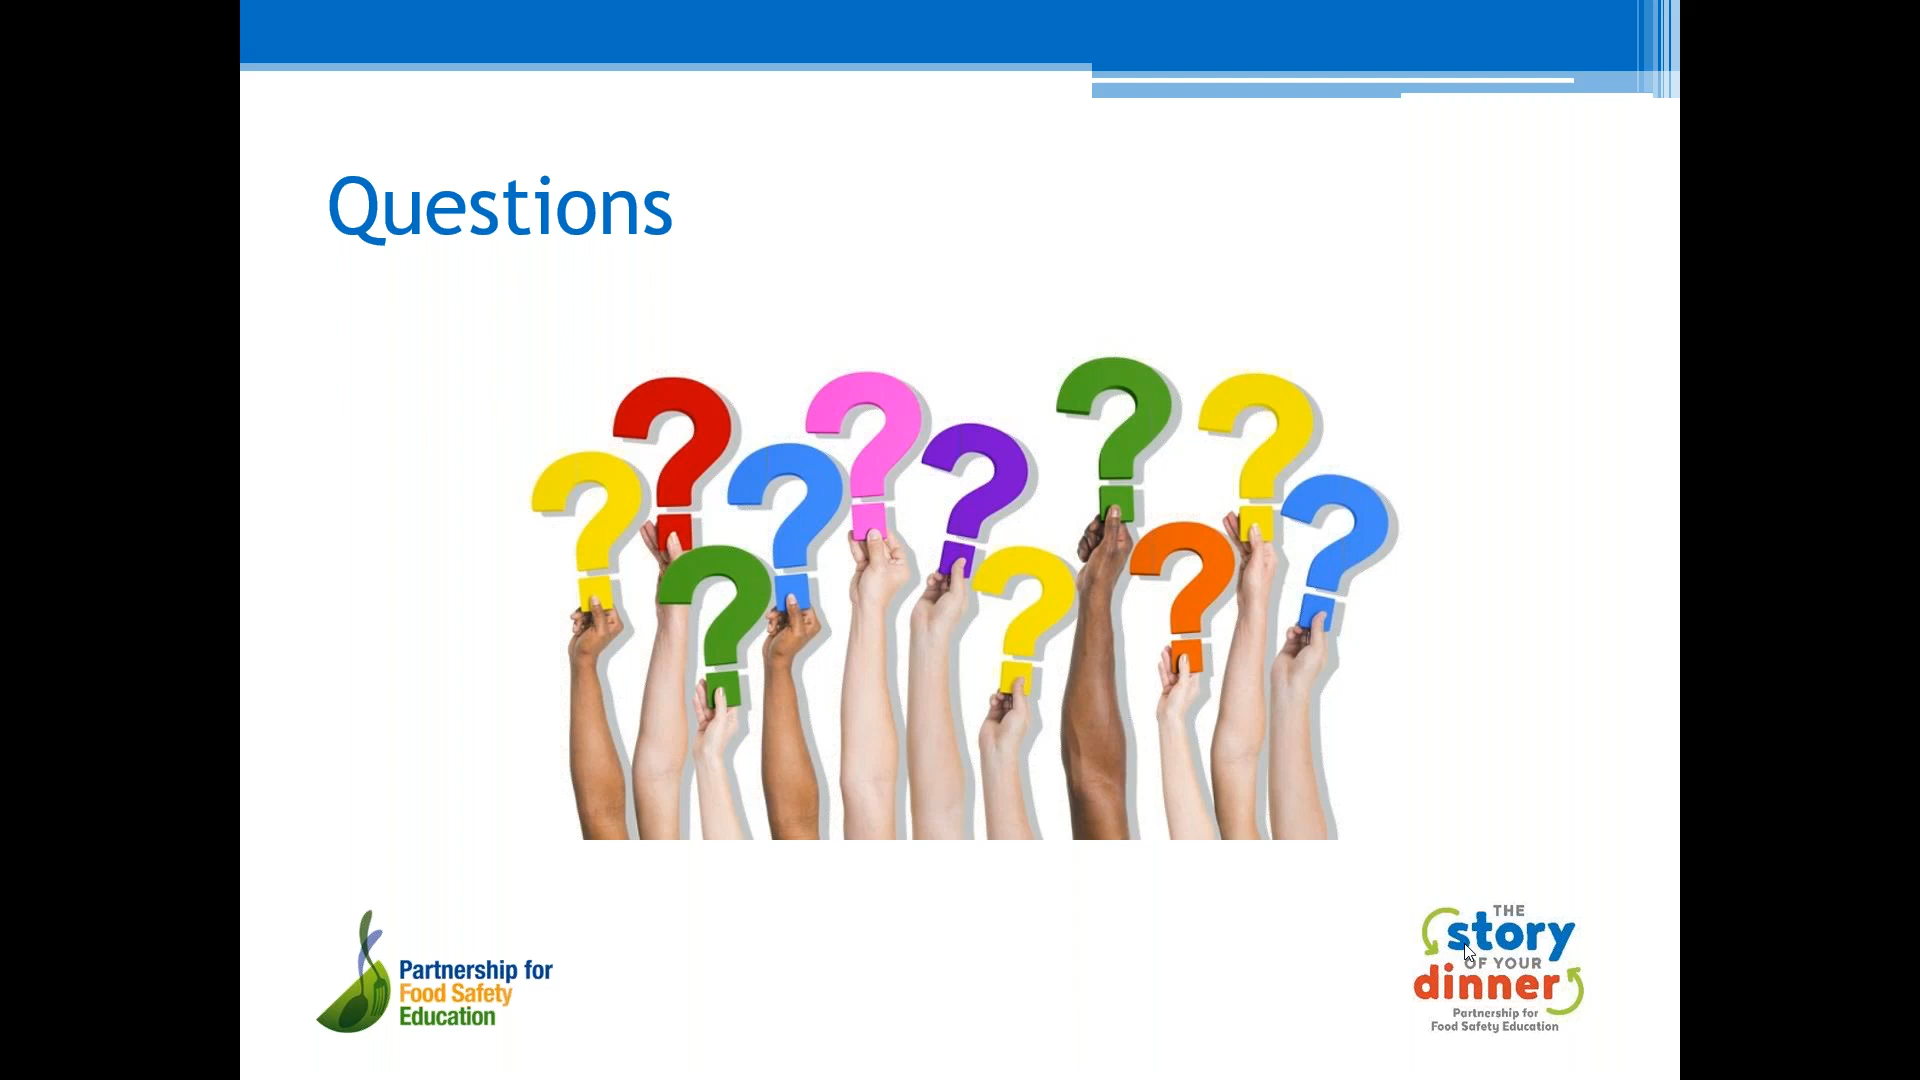 Questions
Partnership for
Food Safety
Education
THE
story
OF YOUR
dinner
Partnership for
Food Safety Education